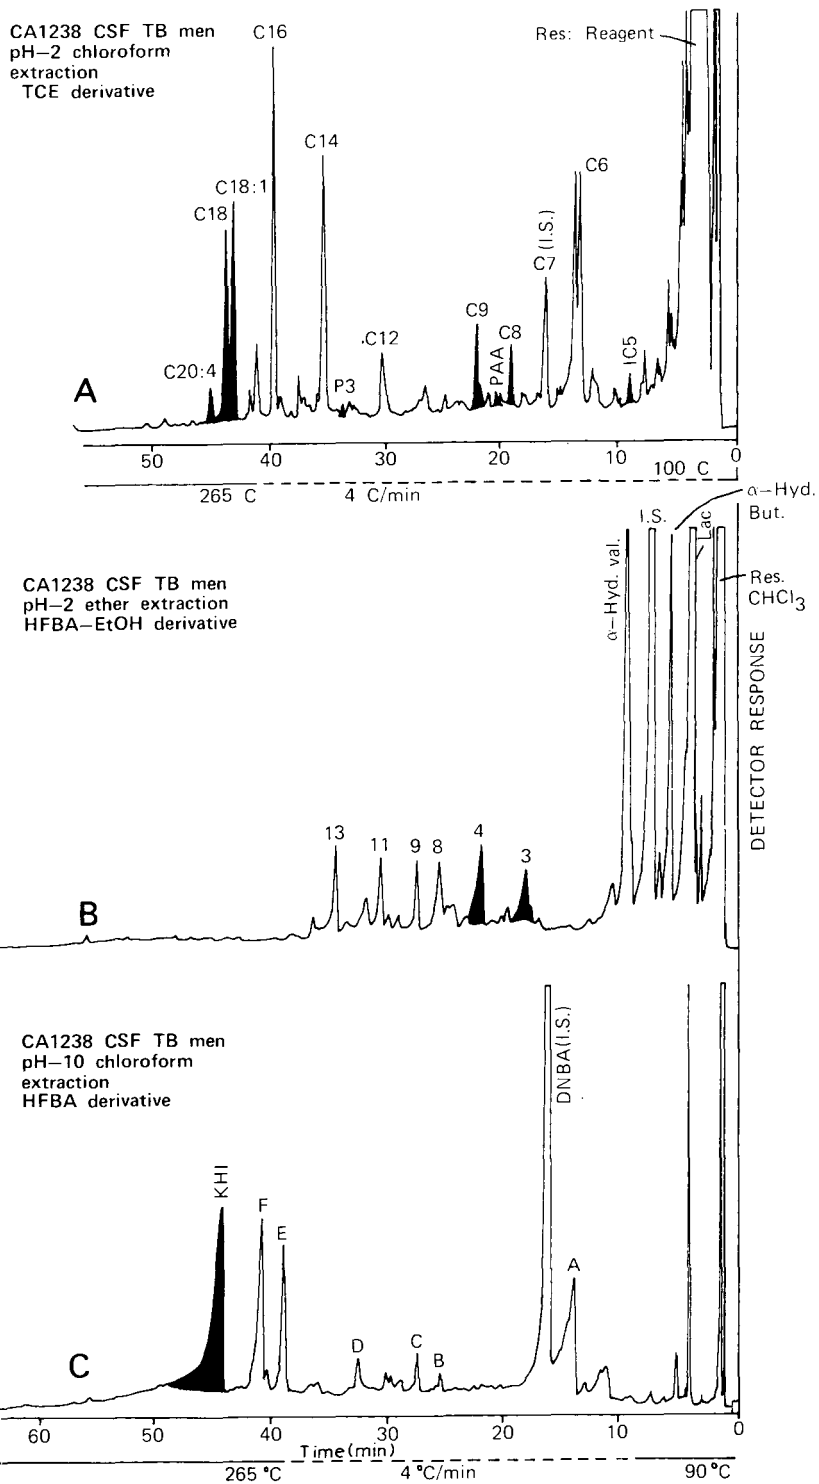 CA1238 CSF TB men
pH–2 chloroform
extraction
TCE derivative
C16
Res: Reagent
C14
C18:1
C18
C6
C7 (I.S.)
C9
C8
C12
C20:4
P3
PAA
IC5
A
50 40 30 20 10 0
100 C
265 C 4 C/min
α–Hyd.
But.
I.S.
Lac
α–Hyd. val.
Res.
CHCl3
CA1238 CSF TB men
pH–2 ether extraction
HFBA–EtOH derivative
DETECTOR RESPONSE
13 11 9 8 4 3
B
CA1238 CSF TB men
pH–10 chloroform
extraction
HFBA derivative
DNBA(I.S.)
KHI
F
E
A
D
C
B
C
60 50 40 30 20 10 0
Time(min)
265 °C 4 °C/min 90 °C